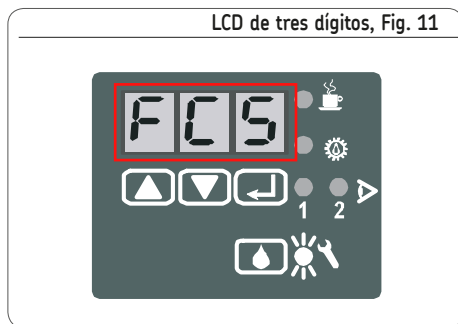 LCD de tres dígitos, Fig. 11
FCS
1 2